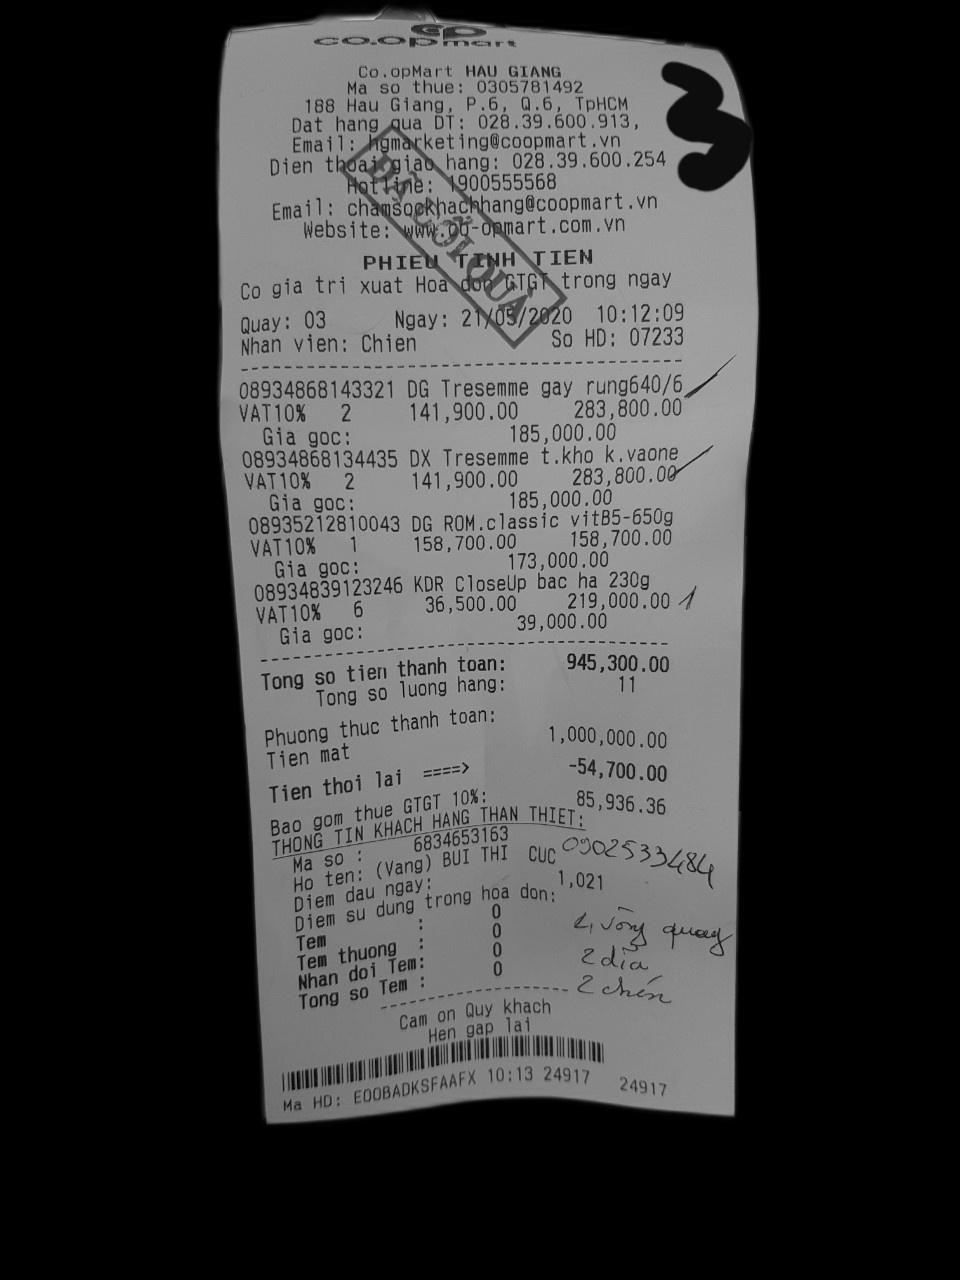 co.opmart
Co.opMart HAU GIANG
Ma so thue: 0305781492
188 Hau Giang, P.6, Q.6, TpHCM
Dat hang qua DT: 028.39.600.913,
Email: hgmarketing@coopmart.vn
Dien thoai giao hang: 028.39.600.254
Hotline: 1900555568
Email: chamsockhachhang@coopmart.vn
Website: www.co-opmart.com.vn
ĐÃ ĐỔI QUÀ
3
PHIEU TINH TIEN
Co gia tri xuat Hoa don GTGT trong ngay
Quay: 03 Ngay: 21/05/2020 10:12:09
Nhan vien: Chien So HD: 07233
08934868143321 DG Tresemme gay rung640/6
VAT10% 2 141,900.00 283,800.00
Gia goc: 185,000.00
08934868134435 DX Tresemme t.kho k.vaone
VAT10% 2 141,900.00 283,800.00
Gia goc: 185,000.00
08935212810043 DG ROM.classic vitB5-650g
VAT10% 1 158,700.00 158,700.00
Gia goc: 173,000.00
08934839123246 KDR CloseUp bac ha 230g
VAT10% 6 36,500.00 219,000.00 1
Gia goc: 39,000.00
Tong so tien thanh toan: 945,300.00
Tong so luong hang: 11
Phuong thuc thanh toan:
Tien mat 1,000,000.00
Tien thoi lai ====> -54,700.00
Bao gom thue GTGT 10%: 85,936.36
THONG TIN KHACH HANG THAN THIET:
Ma so : 6834653163
Ho ten: (Vang) BUI THI CUC 0902533484
Diem dau ngay: 1,021
Diem su dung trong hoa don:
Tem : 0
Tem thuong : 0
Nhan doi Tem: 0
Tong so Tem : 0
vòng quay
2 dĩa
2 chén
Cam on Quy khach
Hen gap lai
Ma HD: EOOBADKSFAAFX 10:13 24917 24917